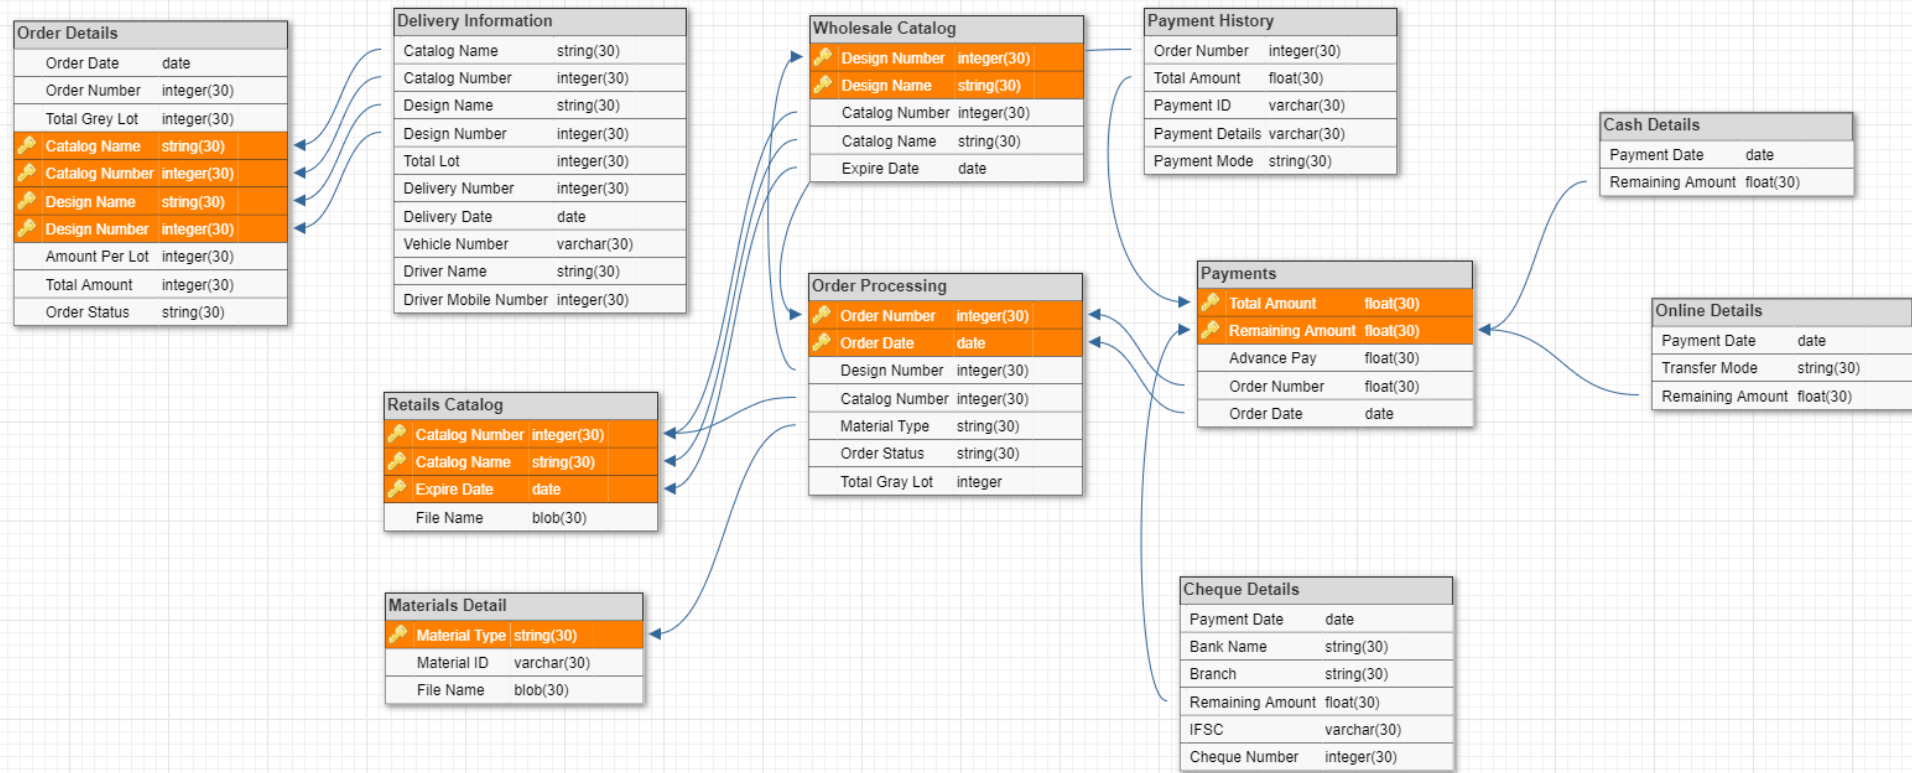 Order Details
Order Date date
Order Number integer(30)
Total Grey Lot integer(30)
Catalog Name string(30)
Catalog Number integer(30)
Design Name string(30)
Design Number integer(30)
Amount Per Lot integer(30)
Total Amount integer(30)
Order Status string(30)
Delivery Information
Catalog Name string(30)
Catalog Number integer(30)
Design Name string(30)
Design Number integer(30)
Total Lot integer(30)
Delivery Number integer(30)
Delivery Date date
Vehicle Number varchar(30)
Driver Name string(30)
Driver Mobile Number integer(30)
Wholesale Catalog
Design Number integer(30)
Design Name string(30)
Catalog Number integer(30)
Catalog Name string(30)
Expire Date date
Payment History
Order Number integer(30)
Total Amount float(30)
Payment ID varchar(30)
Payment Details varchar(30)
Payment Mode string(30)
Cash Details
Payment Date date
Remaining Amount float(30)
Order Processing
Order Number integer(30)
Order Date date
Design Number integer(30)
Catalog Number integer(30)
Material Type string(30)
Order Status string(30)
Total Gray Lot integer
Payments
Total Amount float(30)
Remaining Amount float(30)
Advance Pay float(30)
Order Number float(30)
Order Date date
Online Details
Payment Date date
Transfer Mode string(30)
Remaining Amount float(30)
Retails Catalog
Catalog Number integer(30)
Catalog Name string(30)
Expire Date date
File Name blob(30)
Materials Detail
Material Type string(30)
Material ID varchar(30)
File Name blob(30)
Cheque Details
Payment Date date
Bank Name string(30)
Branch string(30)
Remaining Amount float(30)
IFSC varchar(30)
Cheque Number integer(30)